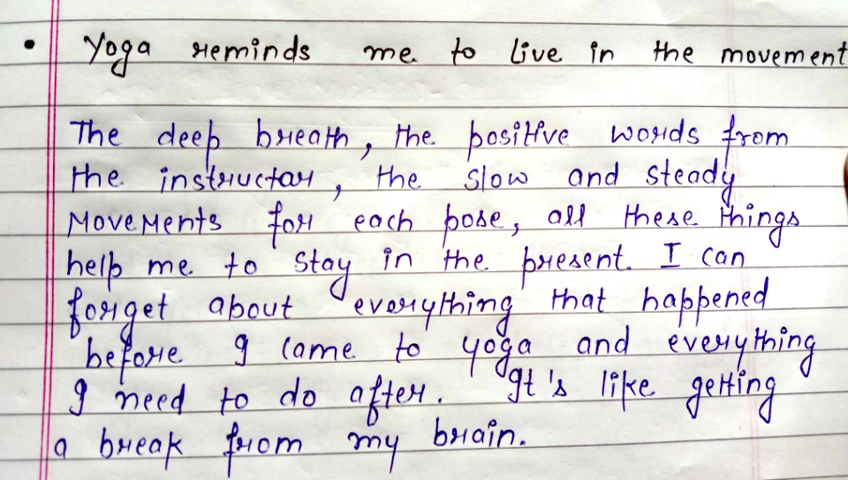 • Yoga reminds me to live in the movement
The deep breath, the positive words from
the instructar, the slow and steady
Movements for each pose, all these things
help me to stay in the present. I can
forget about everything that happened
before I came to yoga and everything
I need to do after. It's like getting
a break from my brain.